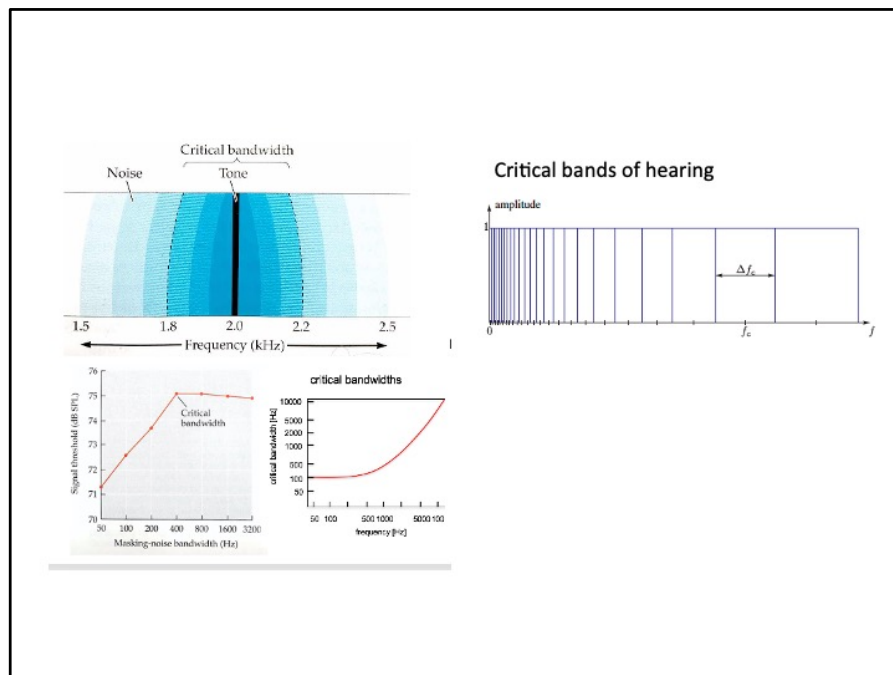 Critical bandwidth
Noise
Tone
1.5
1.8
2.0
2.2
2.5
Frequency (kHz)
Critical bands of hearing
amplitude
1
Δfc
0
fc
f
76
75
74
73
72
71
70
Signal threshold (dB SPL)
Critical
bandwidth
50 100 200 400 800 1600 3200
Masking-noise bandwidth (Hz)
critical bandwidths
10000
5000
2000
1000
500
100
50
critical bandwidth [Hz]
50 100 500 1000 5000 100
frequency [Hz]